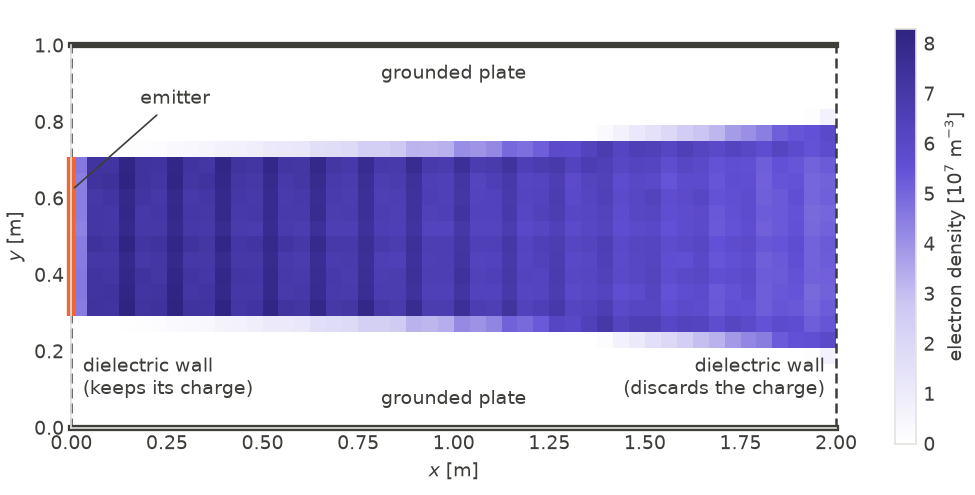 1.0
0.8
0.6
0.4
0.2
0.0
y [m]
grounded plate
emitter
dielectric wall
(keeps its charge)
grounded plate
dielectric wall
(discards the charge)
0.00 0.25 0.50 0.75 1.00 1.25 1.50 1.75 2.00
x [m]
8
7
6
5
4
3
2
1
0
electron density [10⁷ m⁻³]